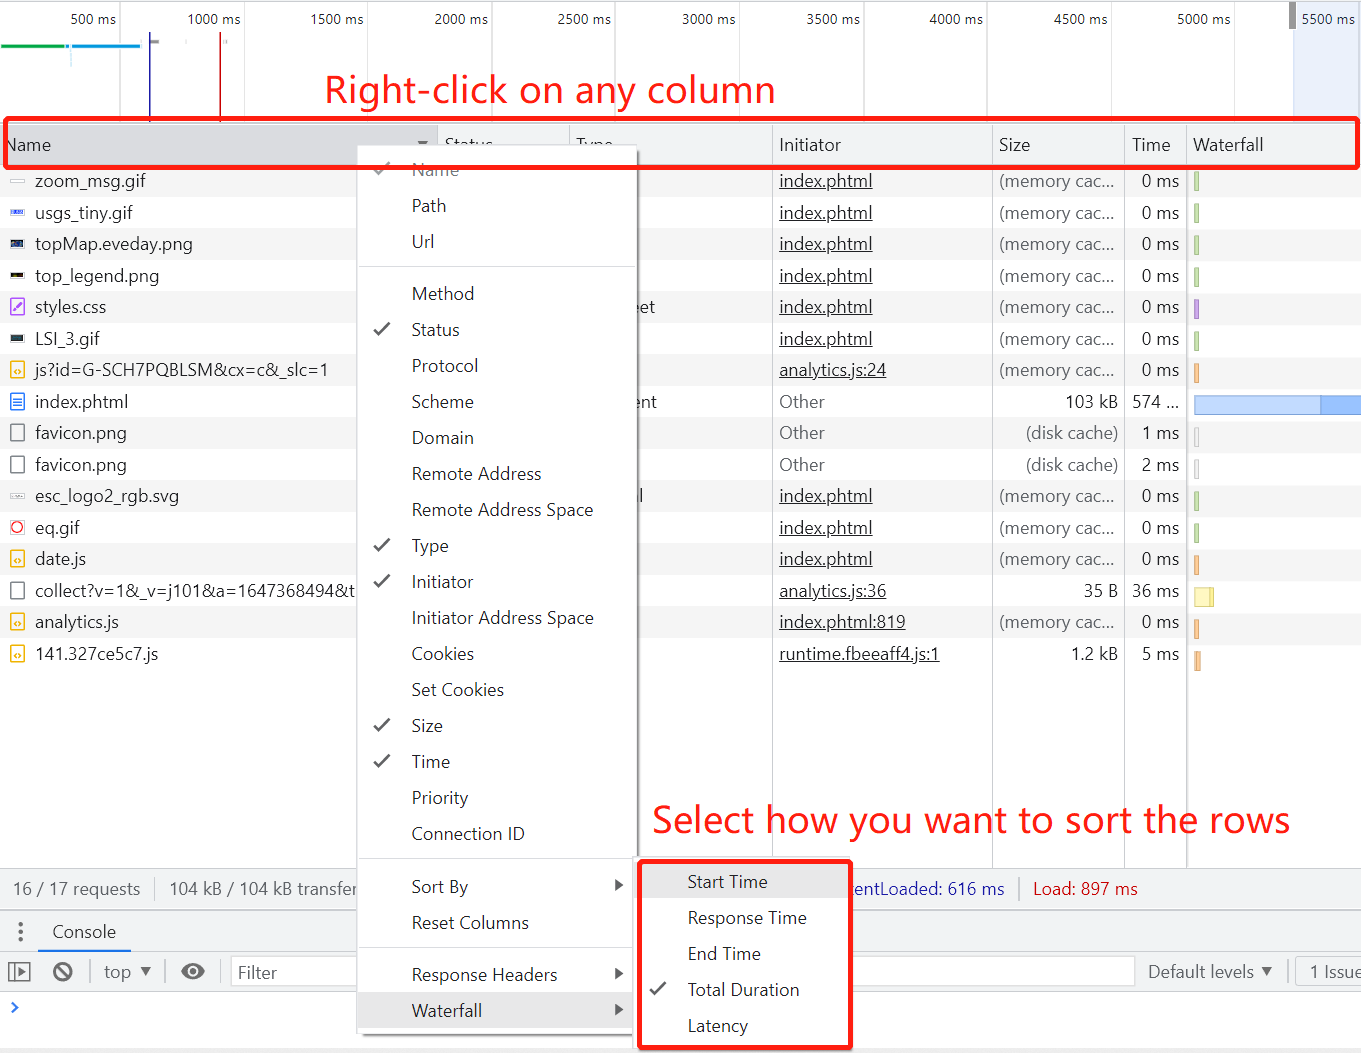 500 ms 1000 ms 1500 ms 2000 ms 2500 ms 3000 ms 3500 ms 4000 ms 4500 ms 5000 ms 5500 ms
Right-click on any column
Name Status Type Initiator Size Time Waterfall
zoom_msg.gif index.phtml (memory cac... 0 ms
usgs_tiny.gif index.phtml (memory cac... 0 ms
topMap.eveday.png index.phtml (memory cac... 0 ms
top_legend.png index.phtml (memory cac... 0 ms
styles.css eet index.phtml (memory cac... 0 ms
LSI_3.gif index.phtml (memory cac... 0 ms
js?id=G-SCH7PQBLSM&cx=c&_slc=1 analytics.js:24 (memory cac... 0 ms
index.phtml ent Other 103 kB 574 ...
favicon.png Other (disk cache) 1 ms
favicon.png Other (disk cache) 2 ms
esc_logo2_rgb.svg l index.phtml (memory cac... 0 ms
eq.gif index.phtml (memory cac... 0 ms
date.js index.phtml (memory cac... 0 ms
collect?v=1&_v=j101&a=1647368494&t analytics.js:36 35 B 36 ms
analytics.js index.phtml:819 (memory cac... 0 ms
141.327ce5c7.js runtime.fbeeaff4.js:1 1.2 kB 5 ms
Name
Path
Url
Method
Status
Protocol
Scheme
Domain
Remote Address
Remote Address Space
Type
Initiator
Initiator Address Space
Cookies
Set Cookies
Size
Time
Priority
Connection ID
Sort By
Reset Columns
Response Headers
Waterfall
Select how you want to sort the rows
Start Time
Response Time
End Time
Total Duration
Latency
16 / 17 requests 104 kB / 104 kB transfer entLoaded: 616 ms Load: 897 ms
Console
top Filter Default levels 1 Issue